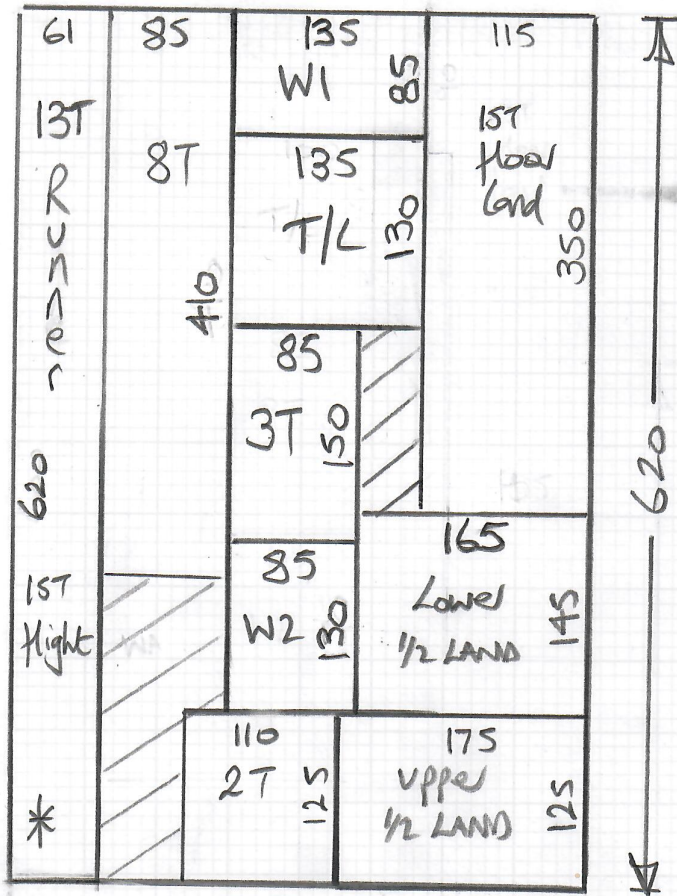 61
13T
Runner
620
1ST
flight
*
85
8T
410
135
W1
85
135
T/L
130
85
3T
150
85
W2
130
110
2T
125
115
1ST
floor
land
350
165
Lower
1/2 LAND
145
175
upper
1/2 LAND
125
620